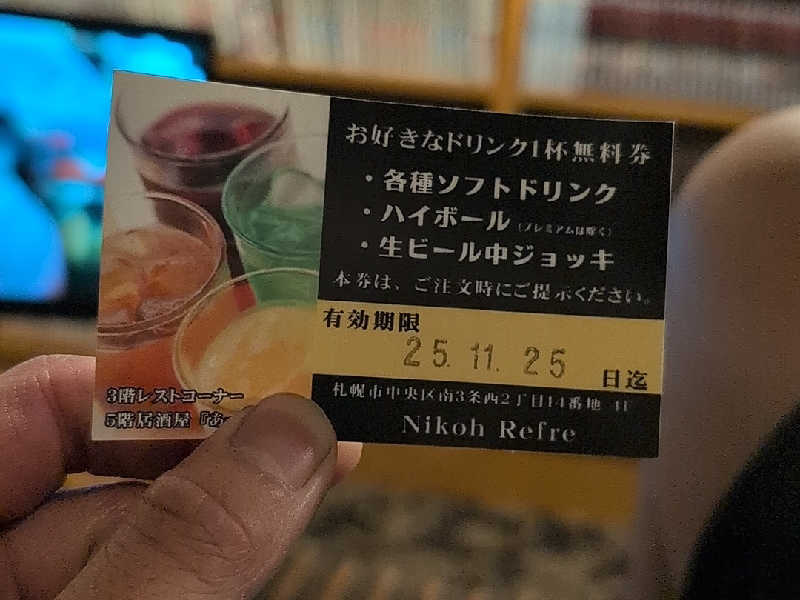 お好きなドリンク1杯無料券
・各種ソフトドリンク
・ハイボール (プレミアムは除く)
・生ビール中ジョッキ
本券は、ご注文時にご提示ください。
有効期限
25.11.25 日迄
札幌市中央区南3条西2丁目14番地
Nikoh Refre
3階レストコーナー
5階居酒屋『あ